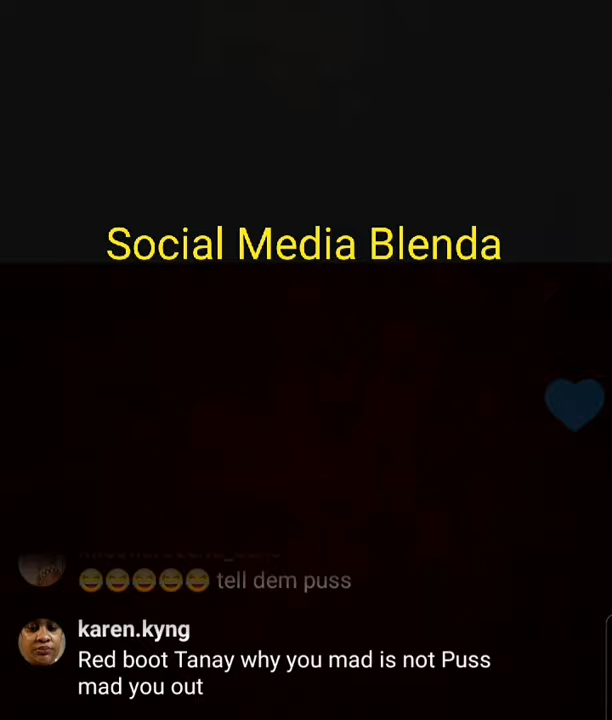 Social Media Blenda
😂😂😂😂😂 tell dem puss
karen.kyng
Red boot Tanay why you mad is not Puss
mad you out